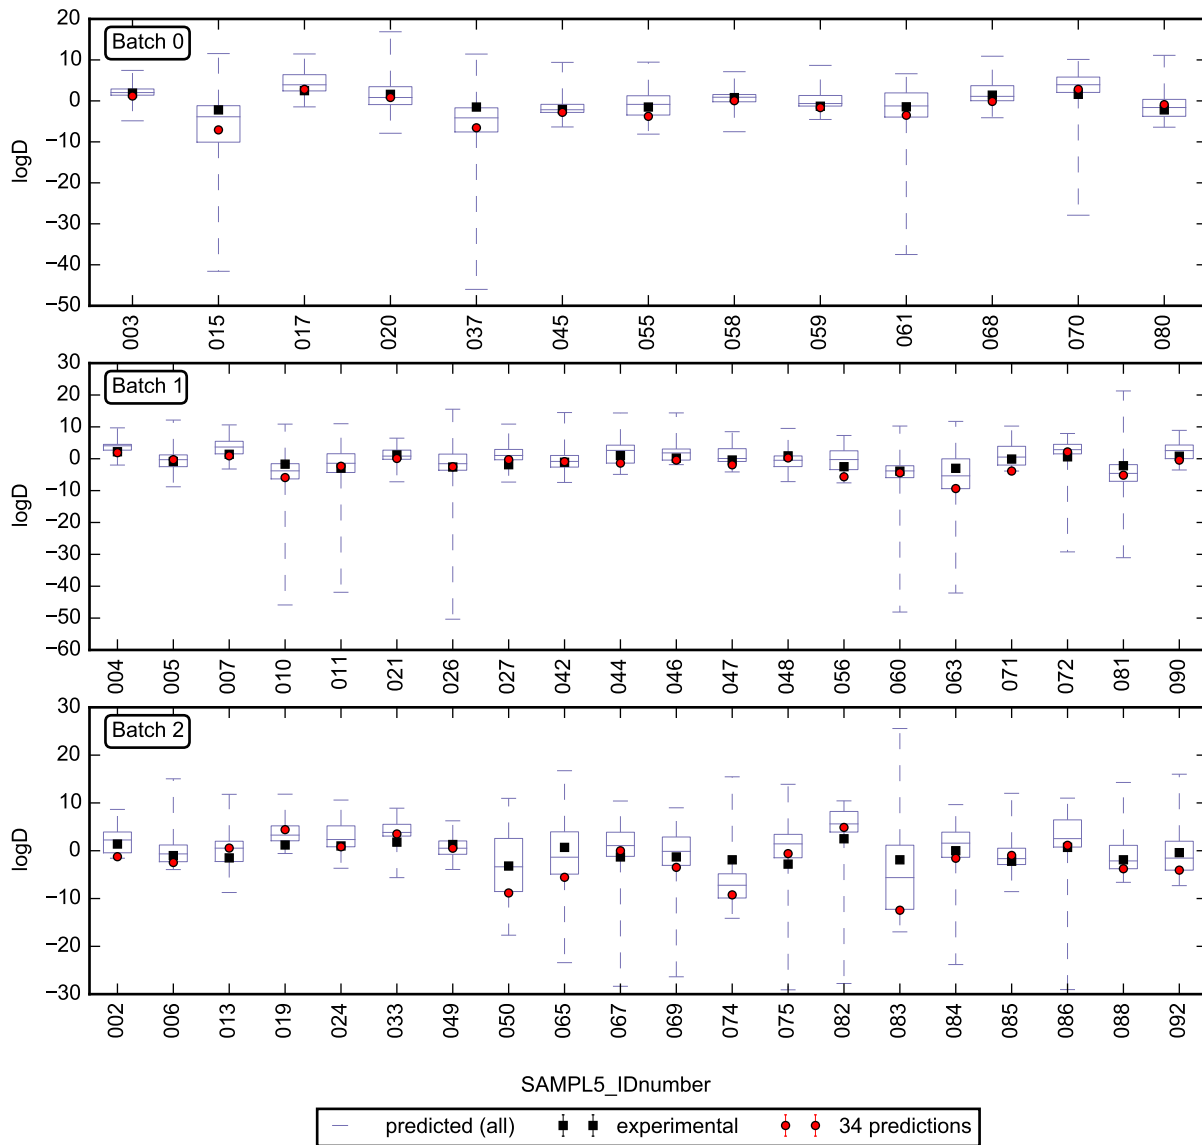 20
10
0
−10
−20
−30
−40
−50
logD
Batch 0
003 015 017 020 037 045 055 058 059 061 068 070 080
30
20
10
0
−10
−20
−30
−40
−50
−60
logD
Batch 1
004 005 007 010 011 021 026 027 042 044 046 047 048 056 060 063 071 072 081 090
30
20
10
0
−10
−20
−30
logD
Batch 2
002 006 013 019 024 033 049 050 065 067 069 074 075 082 083 084 085 086 088 092
SAMPL5_IDnumber
predicted (all) experimental 34 predictions